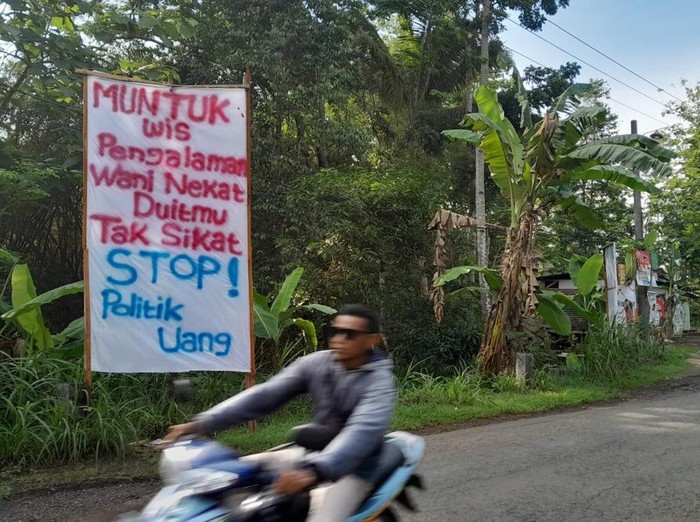 MUNTUK
wis
Pengalaman
Wani Nekat
Duitmu
Tak Sikat
STOP!
Politik
Uang